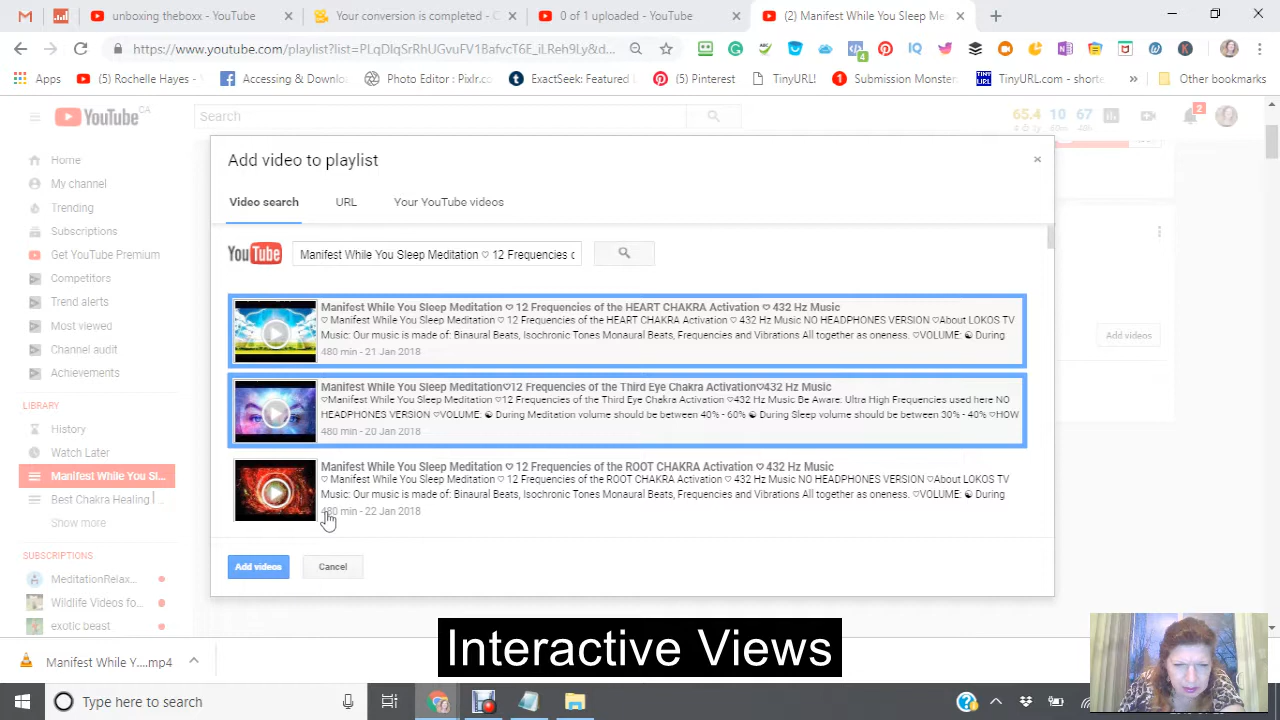 unboxing theboxx - YouTube
Your conversion is completed - C
0 of 1 uploaded - YouTube
(2) Manifest While You Sleep Me
https://www.youtube.com/playlist?
4
Apps
(5) Rochelle Hayes
Accessing & Downlo
Photo Editor: Pixlr.co
ExactSeek: Featured
(5) Pinterest
TinyURL!
Submission Monster
TinyURL.com - shorte
Other bookmarks
YouTube CA
Search
65.4 10 67
2
Home
My channel
Trending
Subscriptions
Get YouTube Premium
Competitors
Trend alerts
Most viewed
Channel audit
Achievements
LIBRARY
History
Watch Later
Manifest While You Sl...
Best Chakra Healing
Show more
SUBSCRIPTIONS
MeditationRelax...
Wildlife Videos fo...
exotic beast
Add video to playlist
Video search
URL
Your YouTube videos
YouTube
Manifest While You Sleep Meditation ♡ 12 Frequencies
Manifest While You Sleep Meditation ♡ 12 Frequencies of the HEART CHAKRA Activation ♡ 432 Hz Music
♡ Manifest While You Sleep Meditation ♡ 12 Frequencies of the HEART CHAKRA Activation ♡ 432 Hz Music NO HEADPHONES VERSION ♡About LOKOS TV
Music: Our music is made of: Binaural Beats, Isochronic Tones Monaural Beats, Frequencies and Vibrations All together as oneness. ♡VOLUME: ☯ During
480 min - 21 Jan 2018
Manifest While You Sleep Meditation♡12 Frequencies of the Third Eye Chakra Activation♡432 Hz Music
♡Manifest While You Sleep Meditation ♡12 Frequencies of the Third Eye Chakra Activation ♡432 Hz Music Be Aware: Ultra High Frequencies used here NO
HEADPHONES VERSION ♡VOLUME: ☯ During Meditation volume should be between 40% - 60% ☯ During Sleep volume should be between 30% - 40% ♡HOW
480 min - 20 Jan 2018
Manifest While You Sleep Meditation ♡ 12 Frequencies of the ROOT CHAKRA Activation ♡ 432 Hz Music
♡ Manifest While You Sleep Meditation ♡ 12 Frequencies of the ROOT CHAKRA Activation ♡ 432 Hz Music NO HEADPHONES VERSION ♡About LOKOS TV
Music: Our music is made of: Binaural Beats, Isochronic Tones Monaural Beats, Frequencies and Vibrations All together as oneness. ♡VOLUME: ☯ During
480 min - 22 Jan 2018
Add videos
Cancel
Add videos
Interactive Views
Manifest While Y....mp4
Type here to search